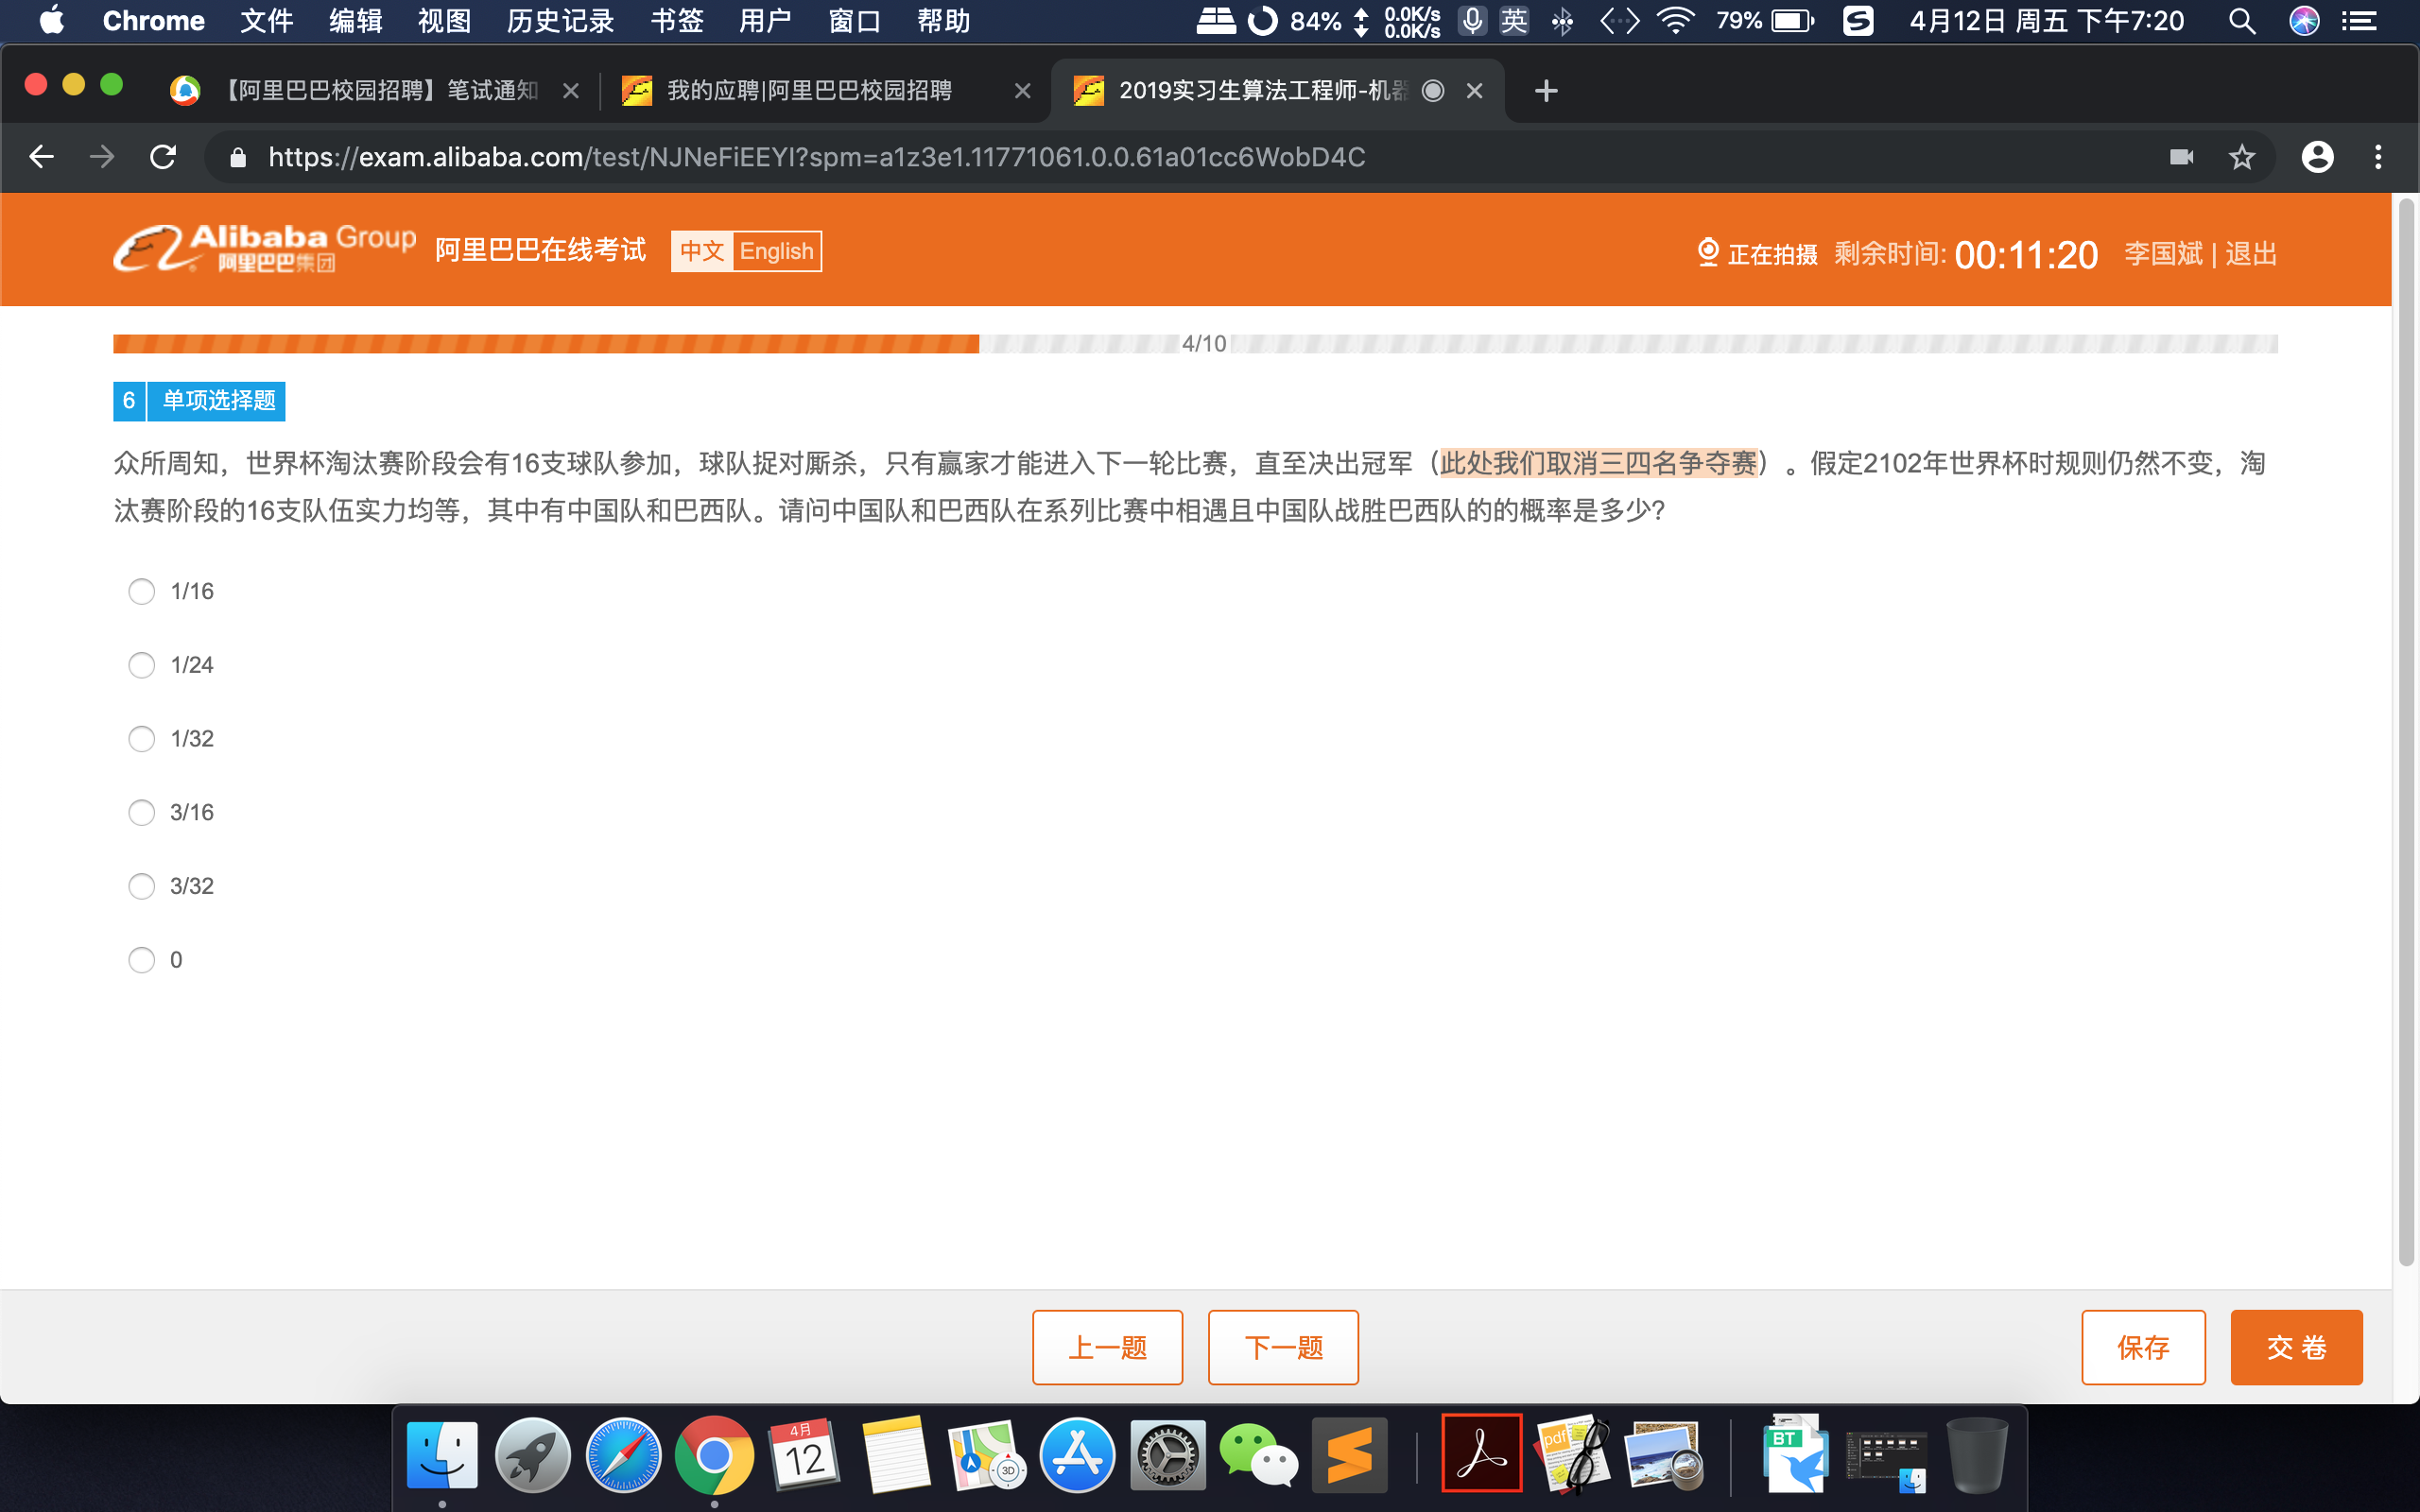 Chrome 文件 编辑 视图 历史记录 书签 用户 窗口 帮助 84% 0.0K/s 0.0K/s 英 79% 4月12日 周五 下午7:20
【阿里巴巴校园招聘】笔试通知 我的应聘|阿里巴巴校园招聘 2019实习生算法工程师-机器
https://exam.alibaba.com/test/NJNeFiEEYI?spm=a1z3e1.11771061.0.0.61a01cc6WobD4C
Alibaba Group 阿里巴巴集团 阿里巴巴在线考试 中文 English 正在拍摄 剩余时间: 00:11:20 李国斌 | 退出
4/10
6 单项选择题
众所周知，世界杯淘汰赛阶段会有16支球队参加，球队捉对厮杀，只有赢家才能进入下一轮比赛，直至决出冠军（此处我们取消三四名争夺赛）。假定2102年世界杯时规则仍然不变，淘
汰赛阶段的16支队伍实力均等，其中有中国队和巴西队。请问中国队和巴西队在系列比赛中相遇且中国队战胜巴西队的的概率是多少？
1/16
1/24
1/32
3/16
3/32
0
上一题 下一题 保存 交 卷
4月 12 3D pdf BT